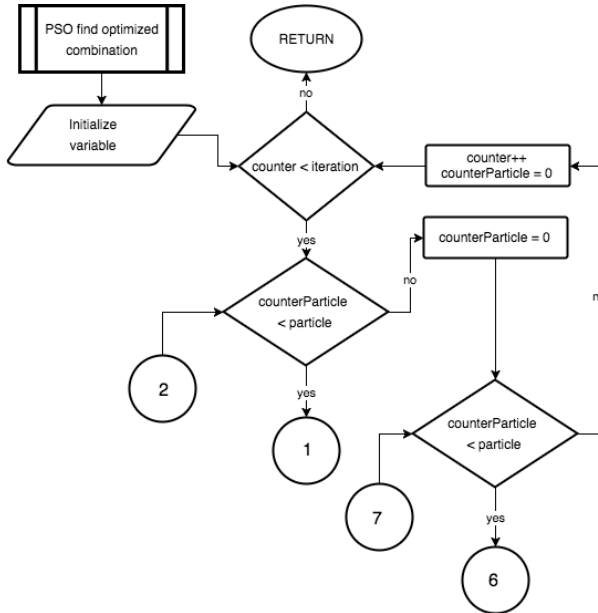 PSO find optimized
combination
RETURN
no
Initialize
variable
counter < iteration
counter++
counterParticle = 0
yes
counterParticle = 0
no
counterParticle
< particle
2
yes
1
counterParticle
< particle
7
yes
6